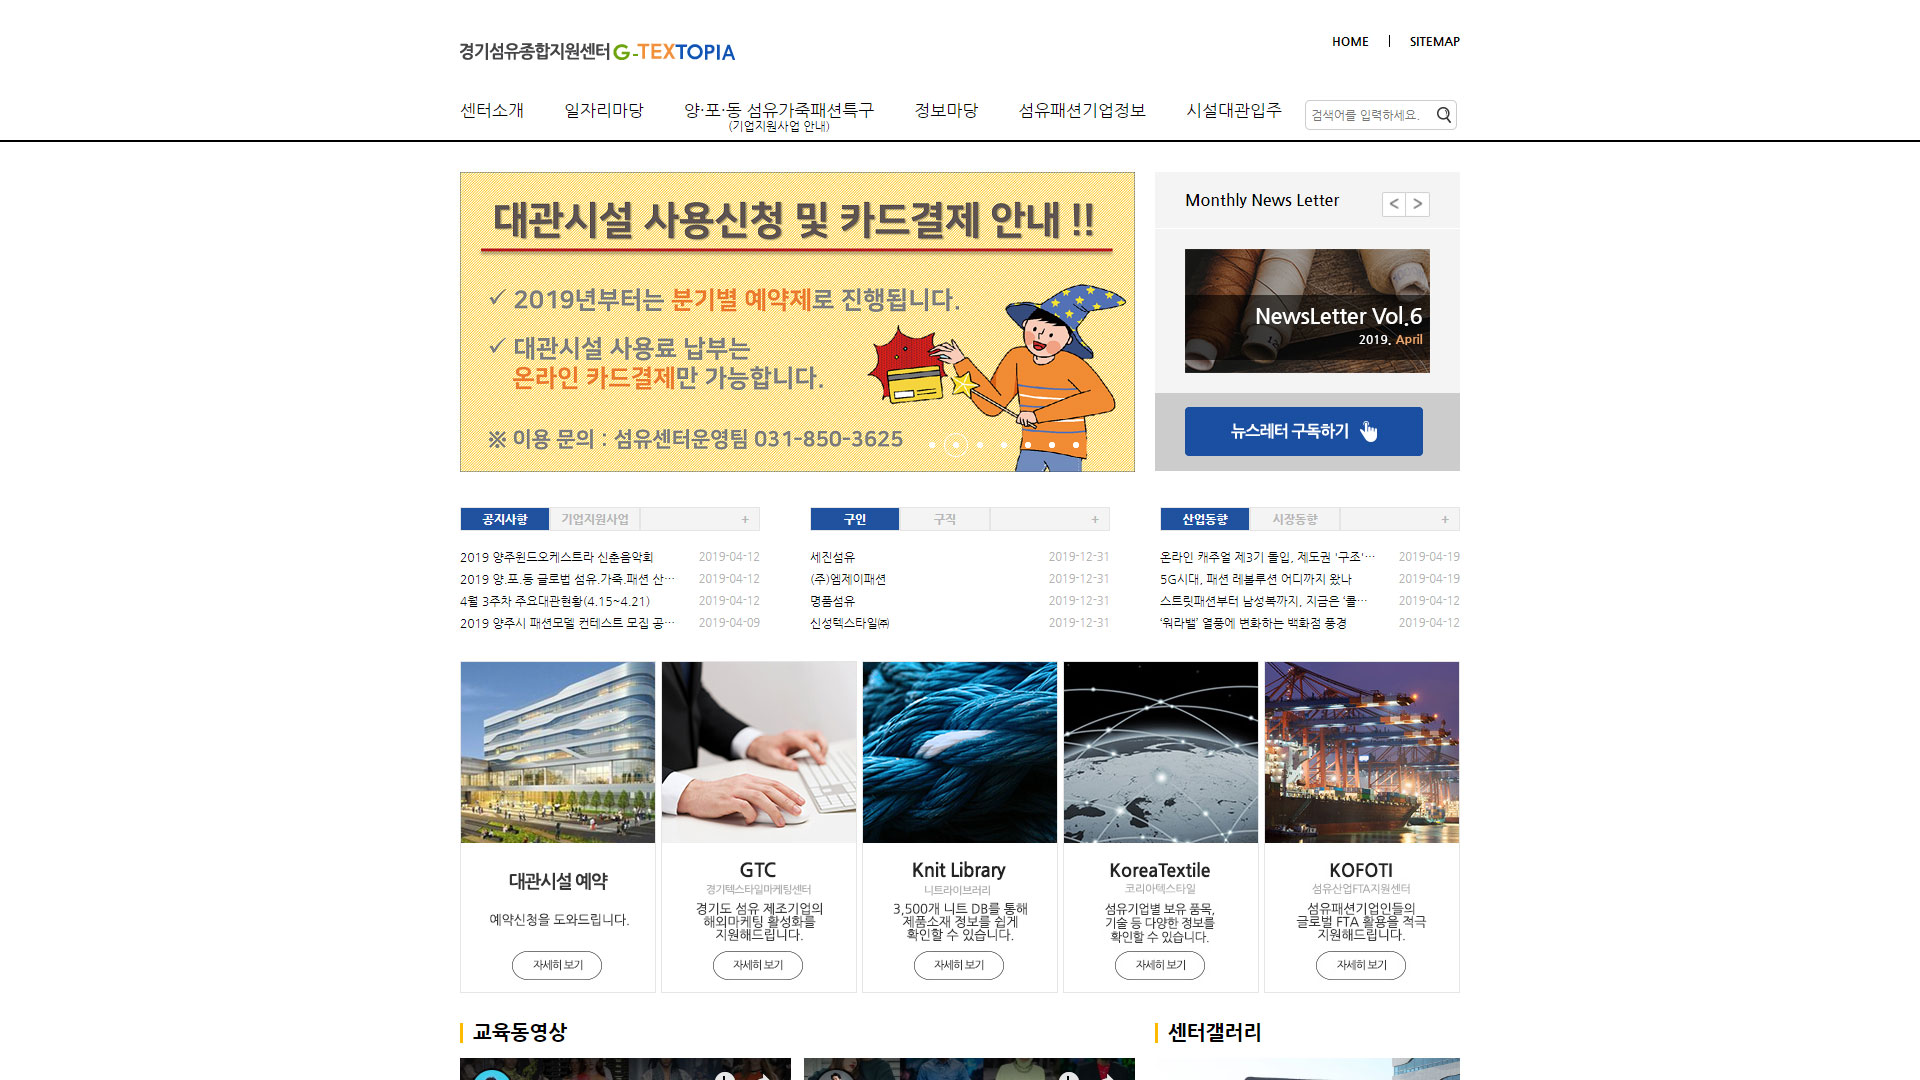 경기섬유종합지원센터 G-TEXTOPIA
HOME | SITEMAP
센터소개 일자리마당 양·포·동 섬유가죽패션특구 정보마당 섬유패션기업정보 시설대관입주 검색어를 입력하세요.
(기업지원사업 안내)
대관시설 사용신청 및 카드결제 안내 !!
✓ 2019년부터는 분기별 예약제로 진행됩니다.
✓ 대관시설 사용료 납부는
온라인 카드결제만 가능합니다.
※ 이용 문의 : 섬유센터운영팀 031-850-3625
Monthly News Letter < >
NewsLetter Vol.6
2019. April
뉴스레터 구독하기
공지사항 기업지원사업 +
2019 양주윈드오케스트라 신춘음악회 2019-04-12
2019 양.포.동 글로벌 섬유.가죽.패션 산… 2019-04-12
4월 3주차 주요대관현황(4.15~4.21) 2019-04-12
2019 양주시 패션모델 컨테스트 모집 공… 2019-04-09
구인 구직 +
세진섬유 2019-12-31
(주)엠제이패션 2019-12-31
명품섬유 2019-12-31
신성텍스타일㈜ 2019-12-31
산업동향 시장동향 +
온라인 캐주얼 제3기 돌입, 제도권 '구조'… 2019-04-19
5G시대, 패션 레볼루션 어디까지 왔나 2019-04-19
스트릿패션부터 남성복까지, 지금은 ‘콜… 2019-04-12
‘워라밸’ 열풍에 변화하는 백화점 풍경 2019-04-12
대관시설 예약
예약신청을 도와드립니다.
자세히 보기
GTC
경기텍스타일마케팅센터
경기도 섬유 제조기업의
해외마케팅 활성화를
지원해드립니다.
자세히 보기
Knit Library
니트라이브러리
3,500개 니트 DB를 통해
제품소재 정보를 쉽게
확인할 수 있습니다.
자세히 보기
KoreaTextile
코리아텍스타일
섬유기업별 보유 품목,
기술 등 다양한 정보를
확인할 수 있습니다.
자세히 보기
KOFOTI
섬유산업FTA지원센터
섬유패션기업인들의
글로벌 FTA 활용을 적극
지원해드립니다.
자세히 보기
교육동영상
센터갤러리